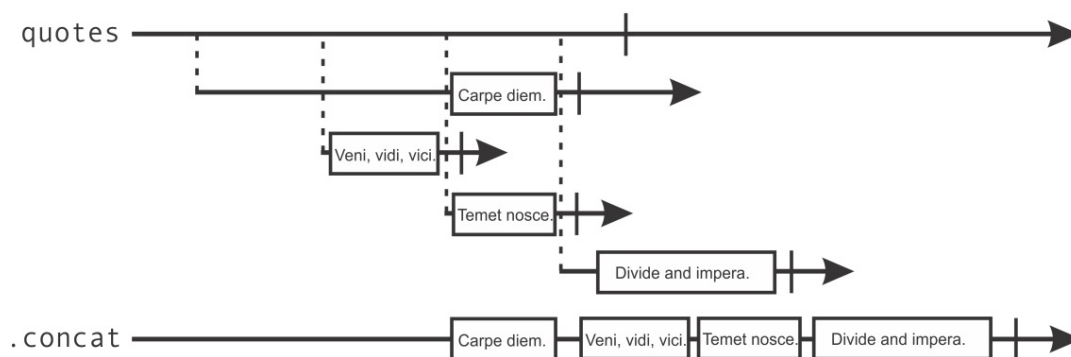 quotes
Carpe diem.
Veni, vidi, vici.
Temet nosce.
Divide and impera.
.concat Carpe diem. Veni, vidi, vici. Temet nosce. Divide and impera.